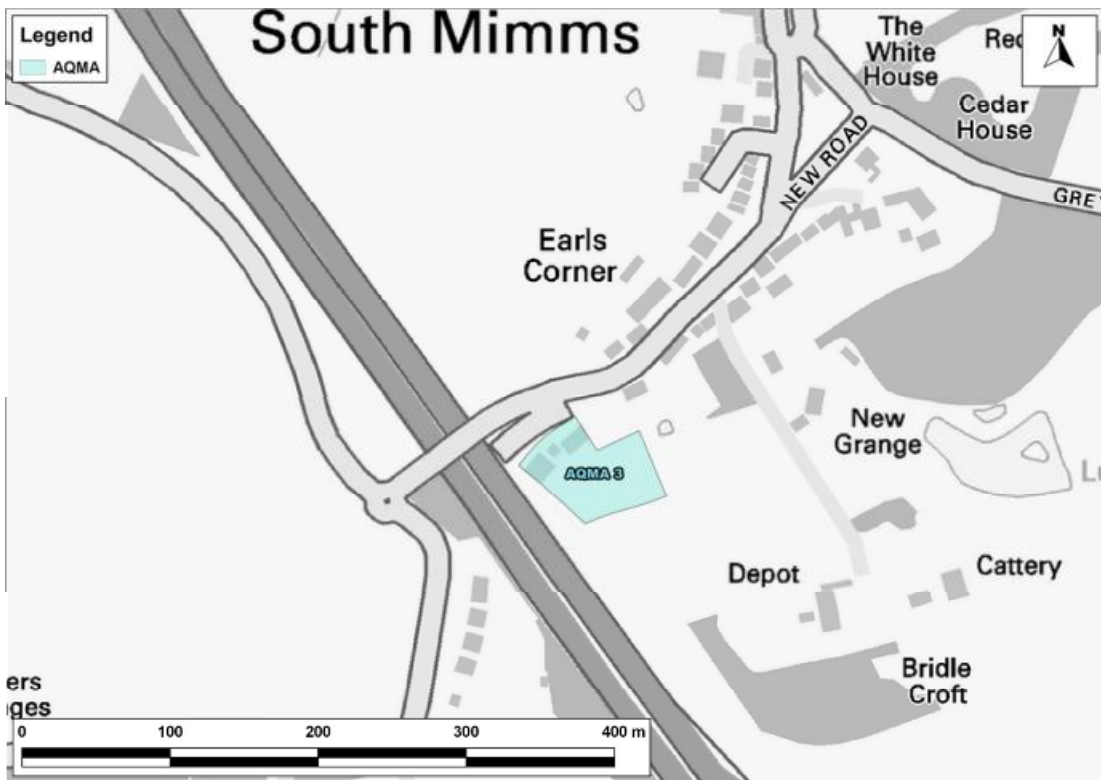 Legend
AQMA
South Mimms
The
White
House
N
Cedar
House
NEW ROAD
GREY
Earls
Corner
AQMA 3
New
Grange
Depot
Cattery
Bridle
Croft
0 100 200 300 400 m